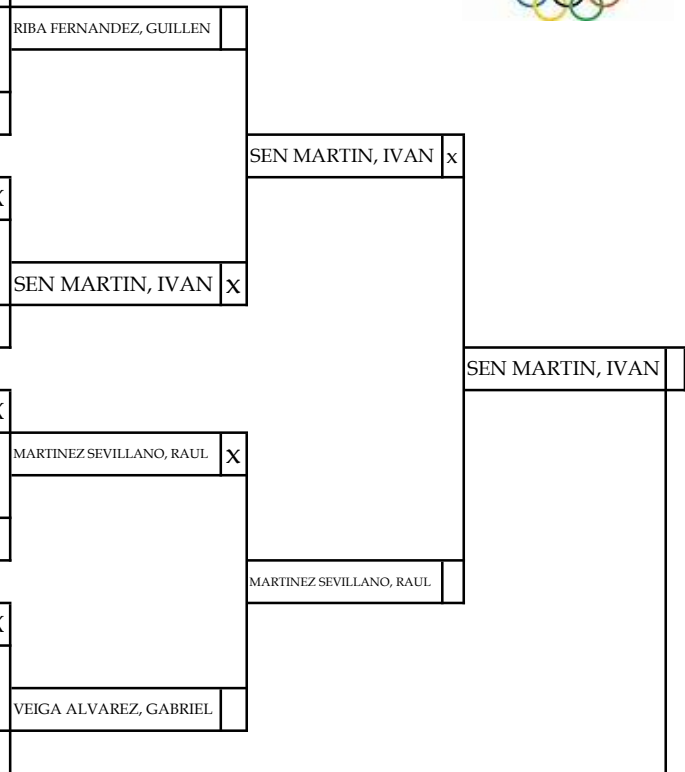 RIBA FERNANDEZ, GUILLEN
SEN MARTIN, IVAN x
x
SEN MARTIN, IVAN x
SEN MARTIN, IVAN
x
MARTINEZ SEVILLANO, RAUL x
MARTINEZ SEVILLANO, RAUL
x
VEIGA ALVAREZ, GABRIEL